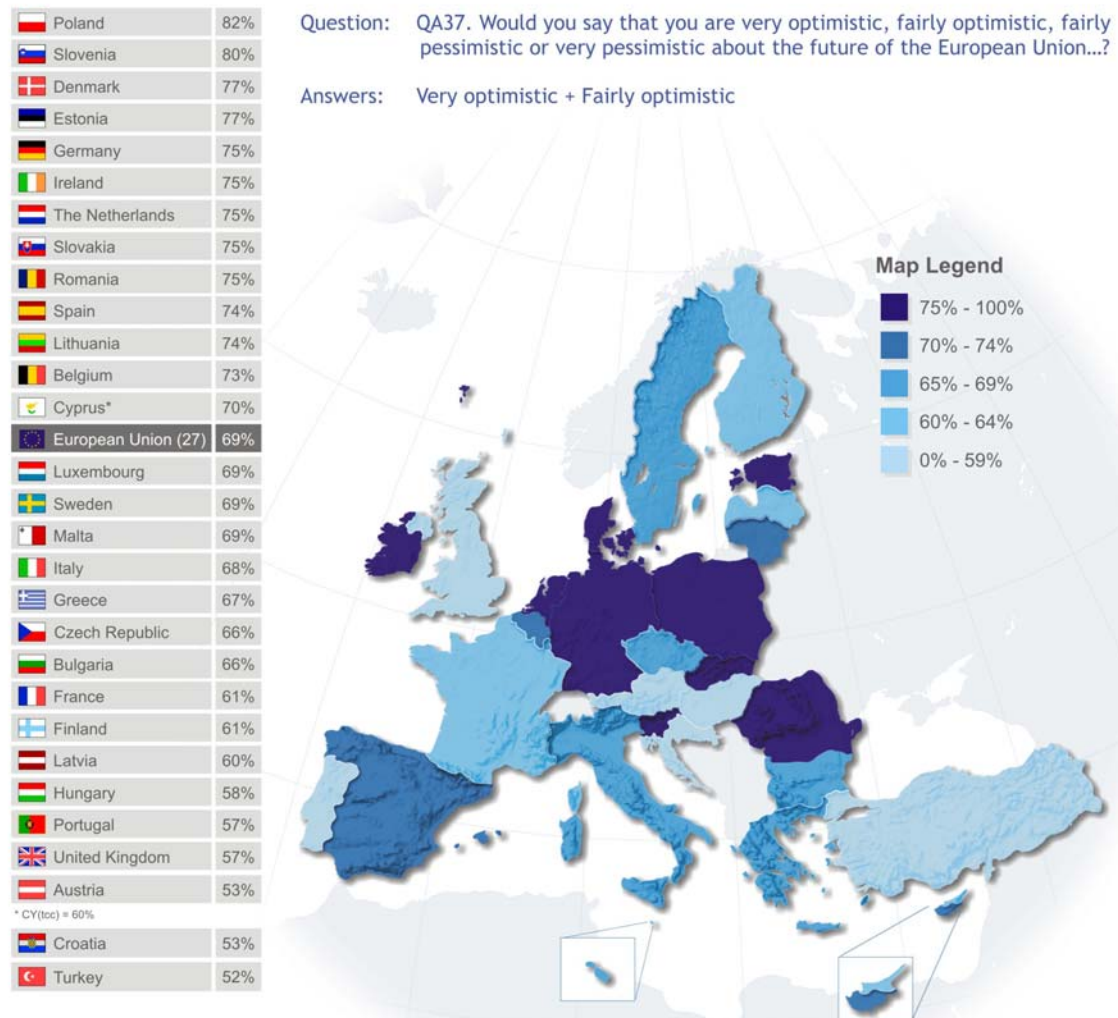 Question: QA37. Would you say that you are very optimistic, fairly optimistic, fairly
pessimistic or very pessimistic about the future of the European Union...?
Answers: Very optimistic + Fairly optimistic
Poland 82%
Slovenia 80%
Denmark 77%
Estonia 77%
Germany 75%
Ireland 75%
The Netherlands 75%
Slovakia 75%
Romania 75%
Spain 74%
Lithuania 74%
Belgium 73%
Cyprus* 70%
European Union (27) 69%
Luxembourg 69%
Sweden 69%
Malta 69%
Italy 68%
Greece 67%
Czech Republic 66%
Bulgaria 66%
France 61%
Finland 61%
Latvia 60%
Hungary 58%
Portugal 57%
United Kingdom 57%
Austria 53%
* CY(tcc) = 60%
Croatia 53%
Turkey 52%
Map Legend
75% - 100%
70% - 74%
65% - 69%
60% - 64%
0% - 59%